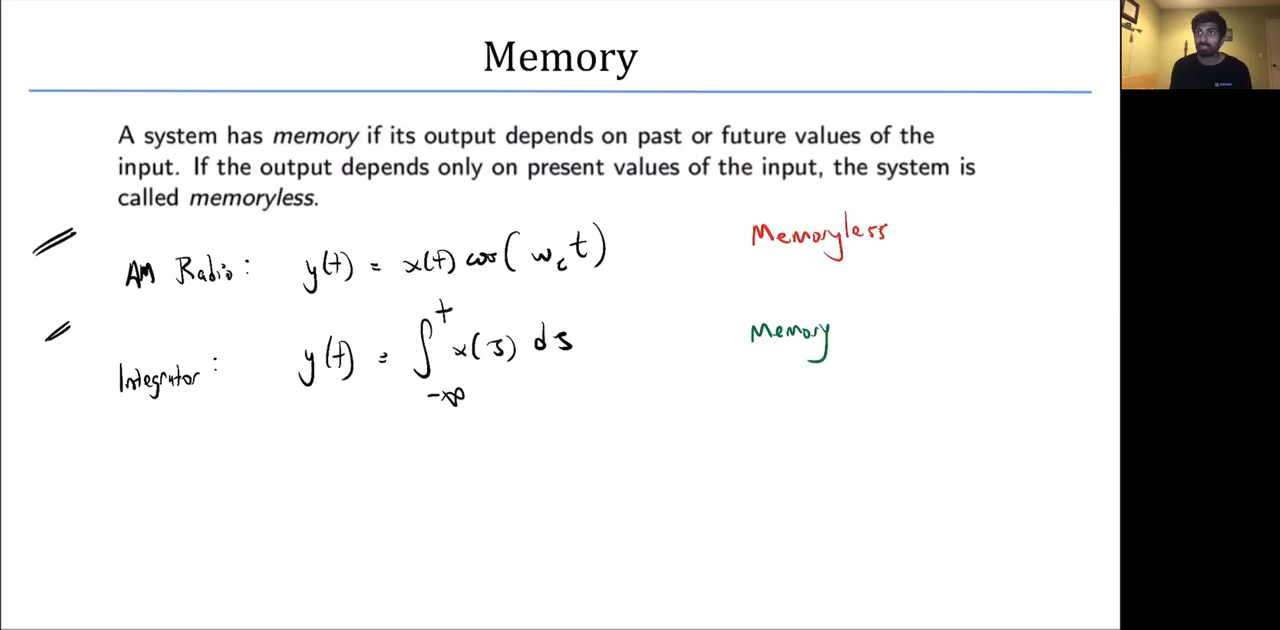 Memory
A system has memory if its output depends on past or future values of the
input. If the output depends only on present values of the input, the system is
called memoryless.
AM Radio: y(t) = x(t) cos(ω_c t) Memoryless
Integrator: y(t) = ∫_{-∞}^{t} x(τ) dτ Memory